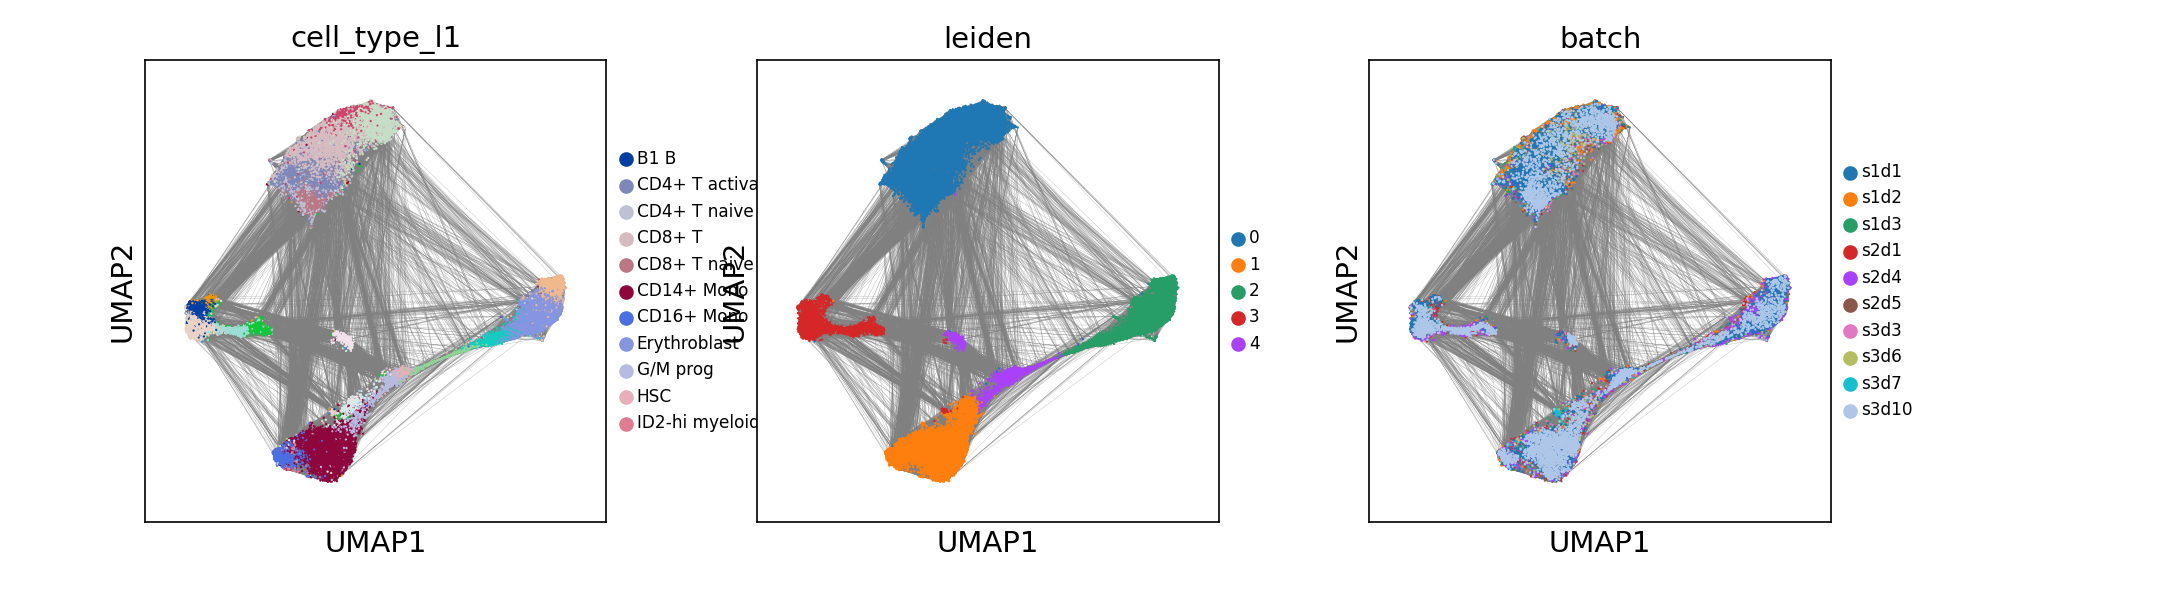 cell_type_l1
B1 B
CD4+ T activa
CD4+ T naive
CD8+ T
CD8+ T naive
CD14+ Mono
CD16+ Mono
Erythroblast
G/M prog
HSC
ID2-hi myeloid
UMAP2
UMAP1
leiden
0
1
2
3
4
UMAP2
UMAP1
batch
s1d1
s1d2
s1d3
s2d1
s2d4
s2d5
s3d3
s3d6
s3d7
s3d10
UMAP2
UMAP1